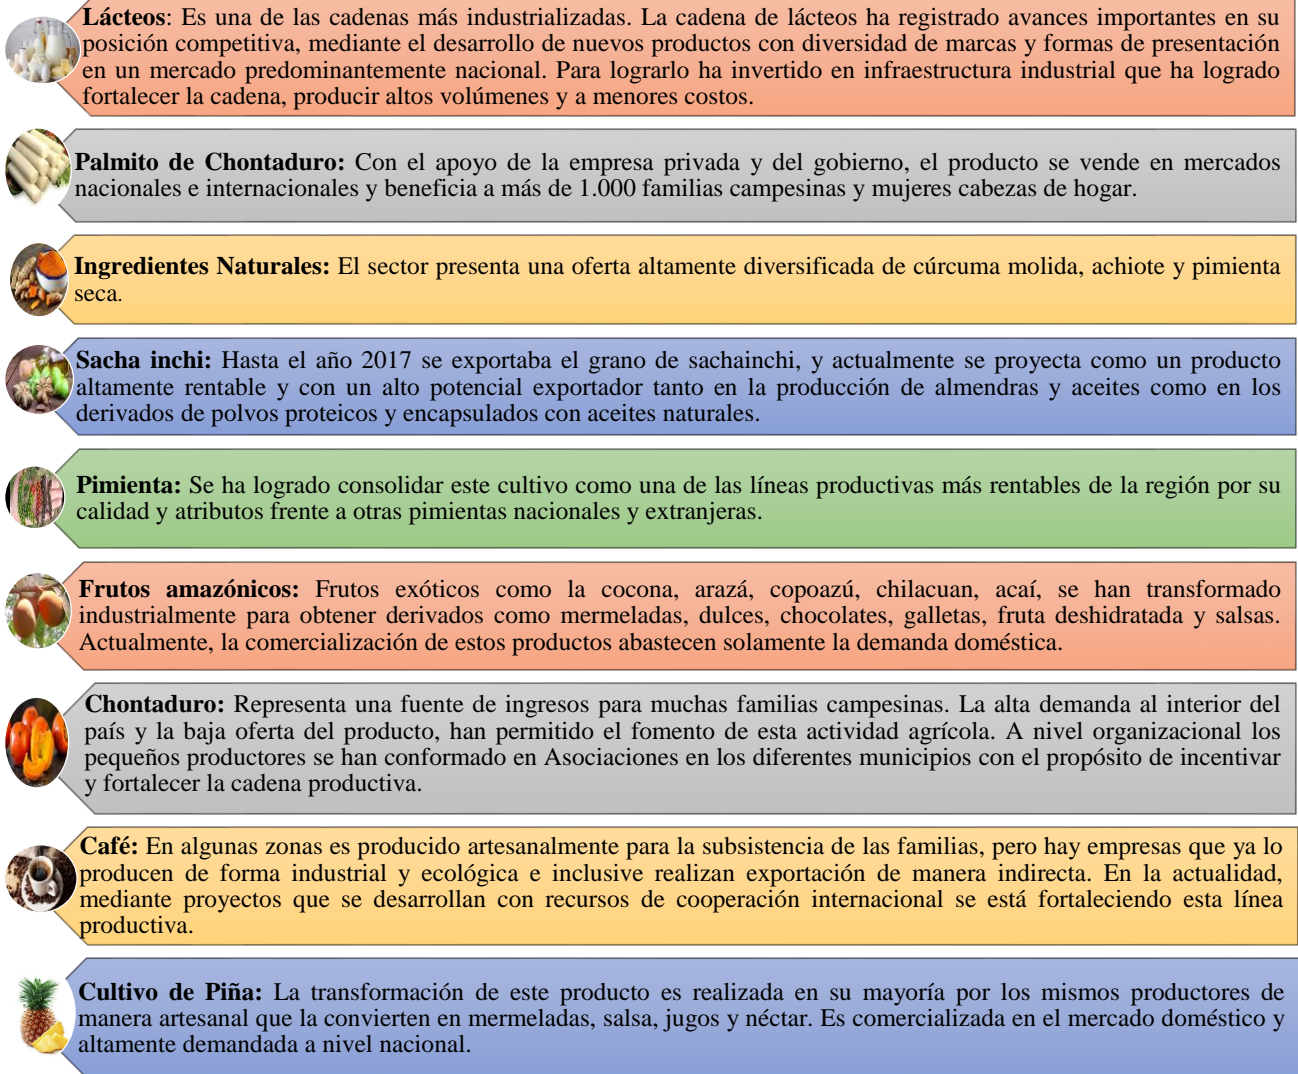 Lácteos: Es una de las cadenas más industrializadas. La cadena de lácteos ha registrado avances importantes en su
posición competitiva, mediante el desarrollo de nuevos productos con diversidad de marcas y formas de presentación
en un mercado predominantemente nacional. Para lograrlo ha invertido en infraestructura industrial que ha logrado
fortalecer la cadena, producir altos volúmenes y a menores costos.
Palmito de Chontaduro: Con el apoyo de la empresa privada y del gobierno, el producto se vende en mercados
nacionales e internacionales y beneficia a más de 1.000 familias campesinas y mujeres cabezas de hogar.
Ingredientes Naturales: El sector presenta una oferta altamente diversificada de cúrcuma molida, achiote y pimienta
seca.
Sacha inchi: Hasta el año 2017 se exportaba el grano de sachainchi, y actualmente se proyecta como un producto
altamente rentable y con un alto potencial exportador tanto en la producción de almendras y aceites como en los
derivados de polvos proteicos y encapsulados con aceites naturales.
Pimienta: Se ha logrado consolidar este cultivo como una de las líneas productivas más rentables de la región por su
calidad y atributos frente a otras pimientas nacionales y extranjeras.
Frutos amazónicos: Frutos exóticos como la cocona, arazá, copoazú, chilacuan, acaí, se han transformado
industrialmente para obtener derivados como mermeladas, dulces, chocolates, galletas, fruta deshidratada y salsas.
Actualmente, la comercialización de estos productos abastecen solamente la demanda doméstica.
Chontaduro: Representa una fuente de ingresos para muchas familias campesinas. La alta demanda al interior del
país y la baja oferta del producto, han permitido el fomento de esta actividad agrícola. A nivel organizacional los
pequeños productores se han conformado en Asociaciones en los diferentes municipios con el propósito de incentivar
y fortalecer la cadena productiva.
Café: En algunas zonas es producido artesanalmente para la subsistencia de las familias, pero hay empresas que ya lo
producen de forma industrial y ecológica e inclusive realizan exportación de manera indirecta. En la actualidad,
mediante proyectos que se desarrollan con recursos de cooperación internacional se está fortaleciendo esta línea
productiva.
Cultivo de Piña: La transformación de este producto es realizada en su mayoría por los mismos productores de
manera artesanal que la convierten en mermeladas, salsa, jugos y néctar. Es comercializada en el mercado doméstico y
altamente demandada a nivel nacional.